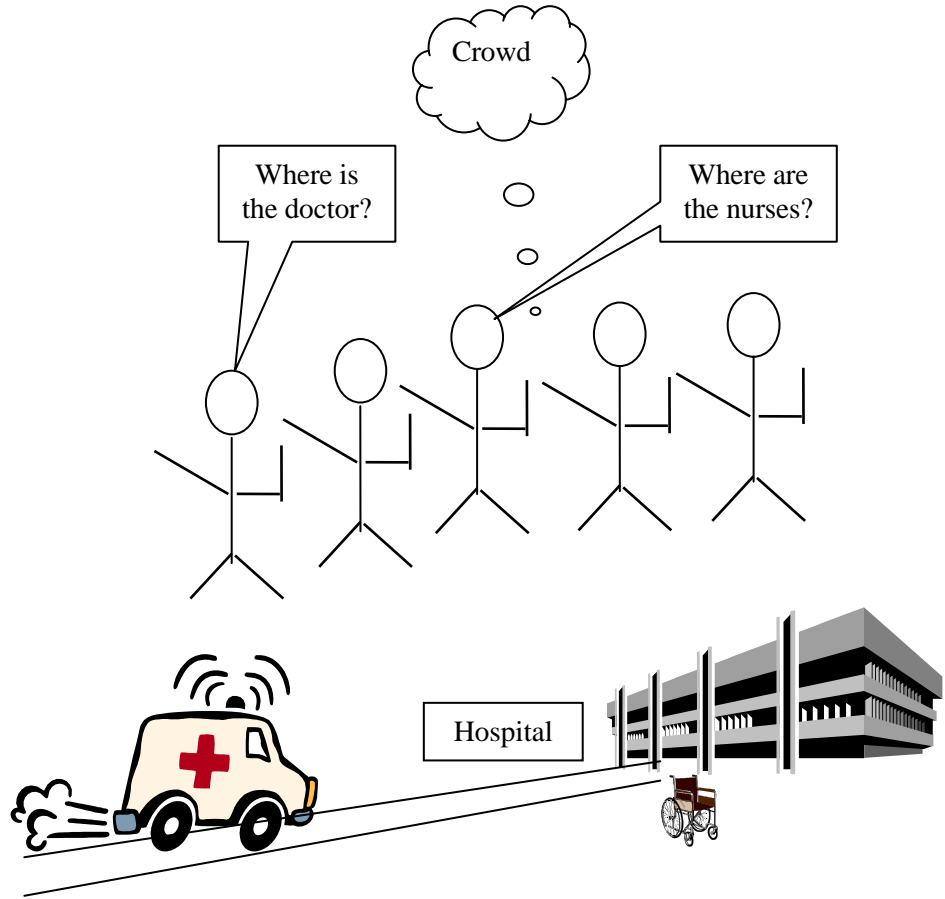 Crowd
Where is
the doctor?
Where are
the nurses?
Hospital